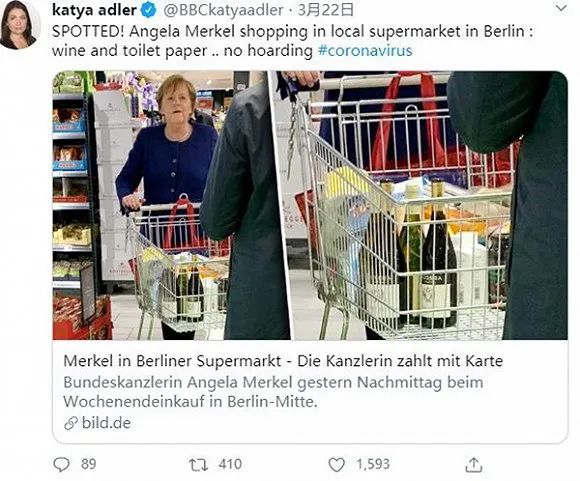 katya adler @BBCkatyaadler · 3月22日
SPOTTED! Angela Merkel shopping in local supermarket in Berlin :
wine and toilet paper .. no hoarding #coronavirus
Merkel in Berliner Supermarkt - Die Kanzlerin zahlt mit Karte
Bundeskanzlerin Angela Merkel gestern Nachmittag beim
Wochenendeinkauf in Berlin-Mitte.
bild.de
89 410 1,593